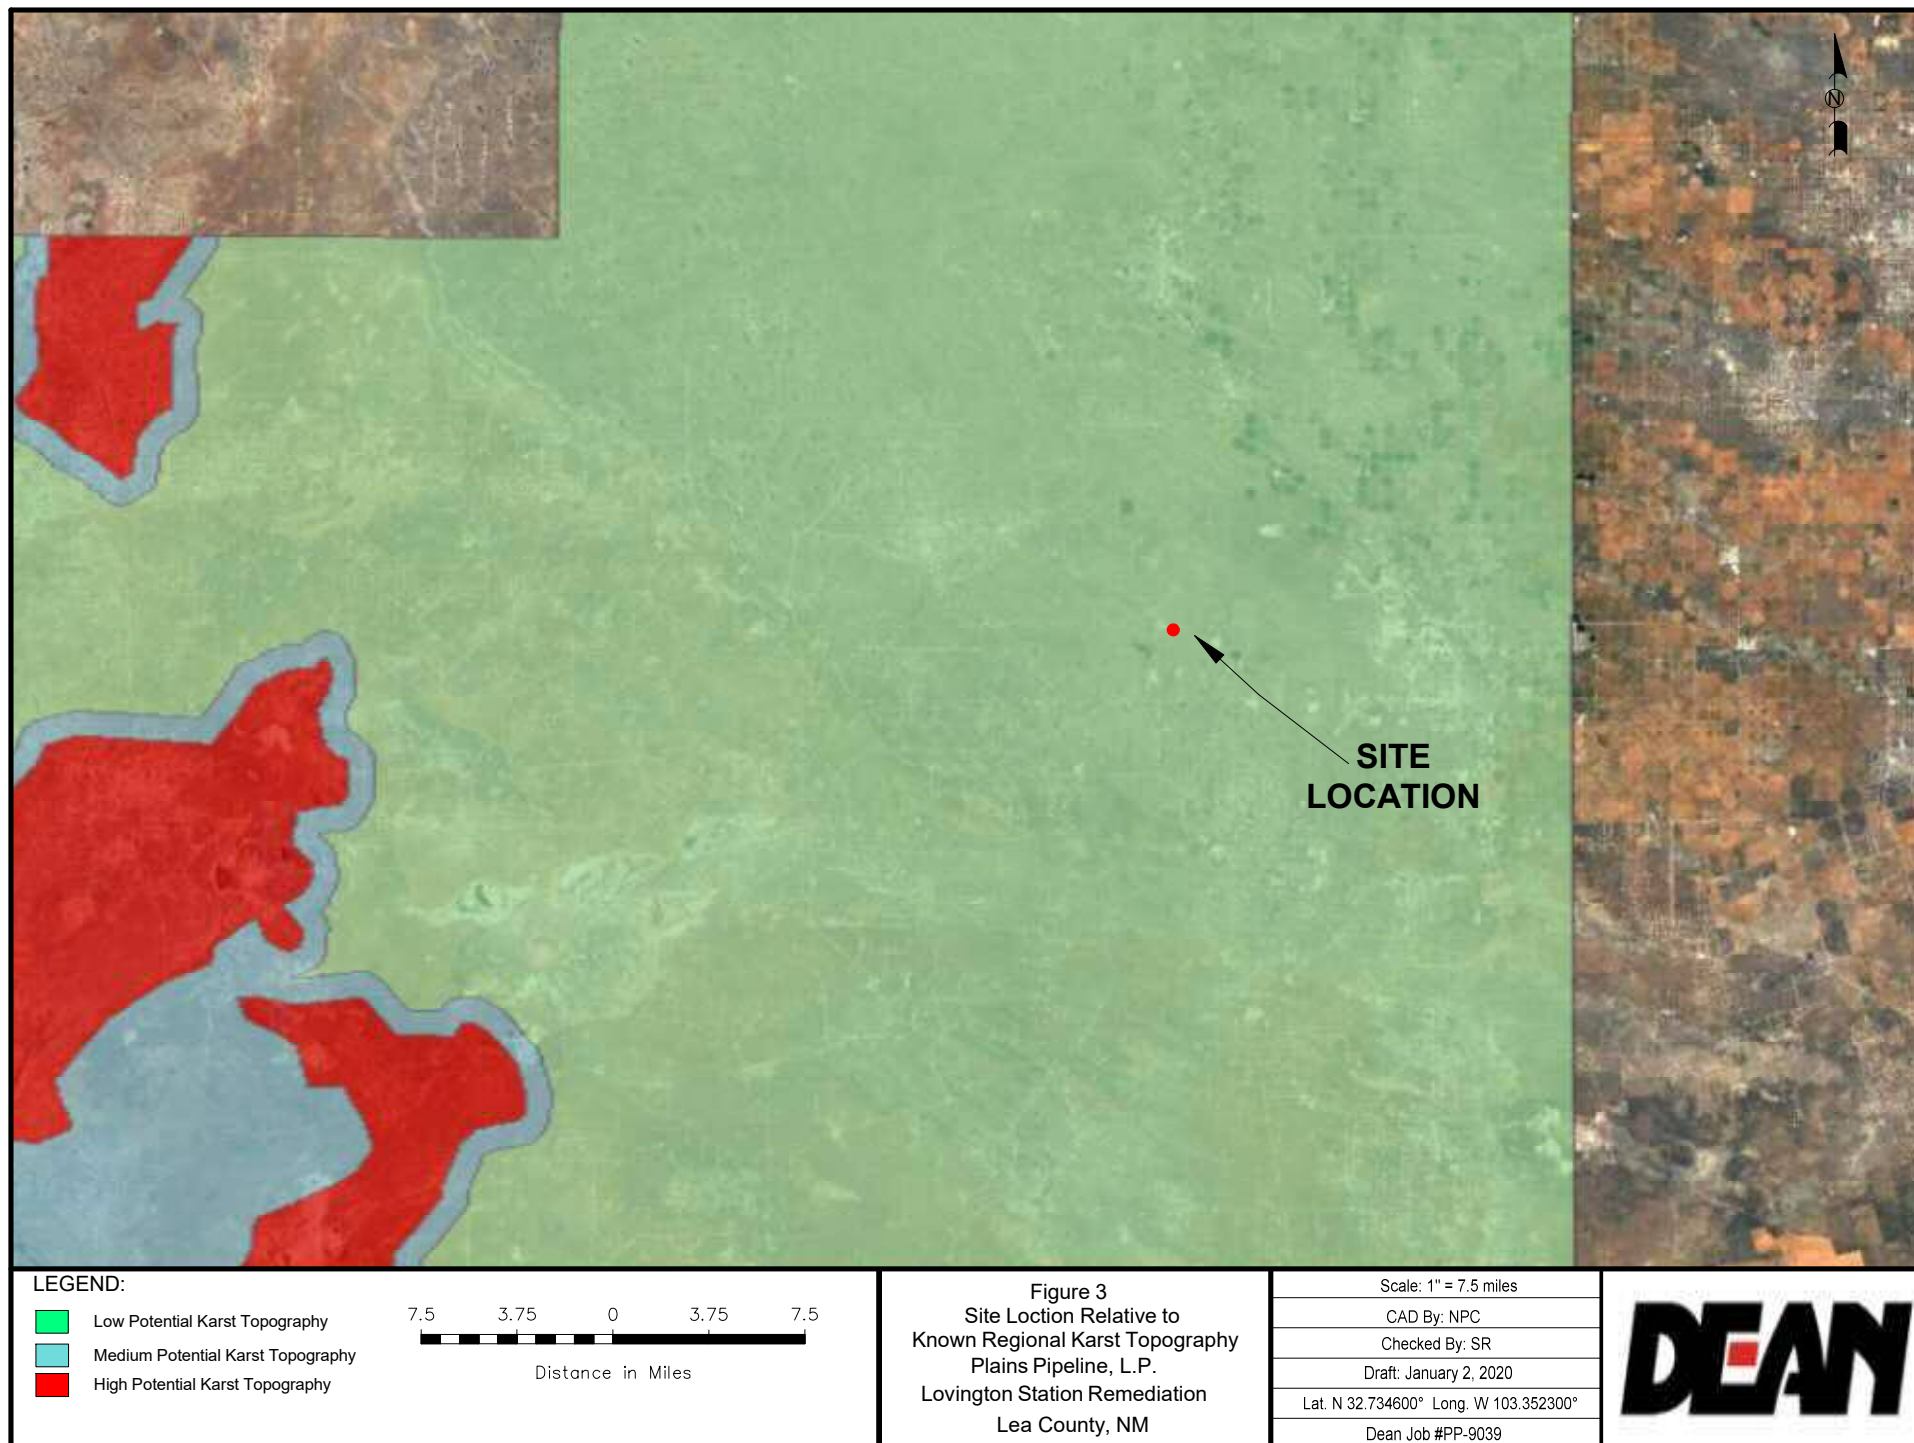 N
SITE
LOCATION
LEGEND:
Low Potential Karst Topography
Medium Potential Karst Topography
High Potential Karst Topography
7.5 3.75 0 3.75 7.5
Distance in Miles
Figure 3
Site Loction Relative to
Known Regional Karst Topography
Plains Pipeline, L.P.
Lovington Station Remediation
Lea County, NM
Scale: 1" = 7.5 miles
CAD By: NPC
Checked By: SR
Draft: January 2, 2020
Lat. N 32.734600° Long. W 103.352300°
Dean Job #PP-9039
DEAN